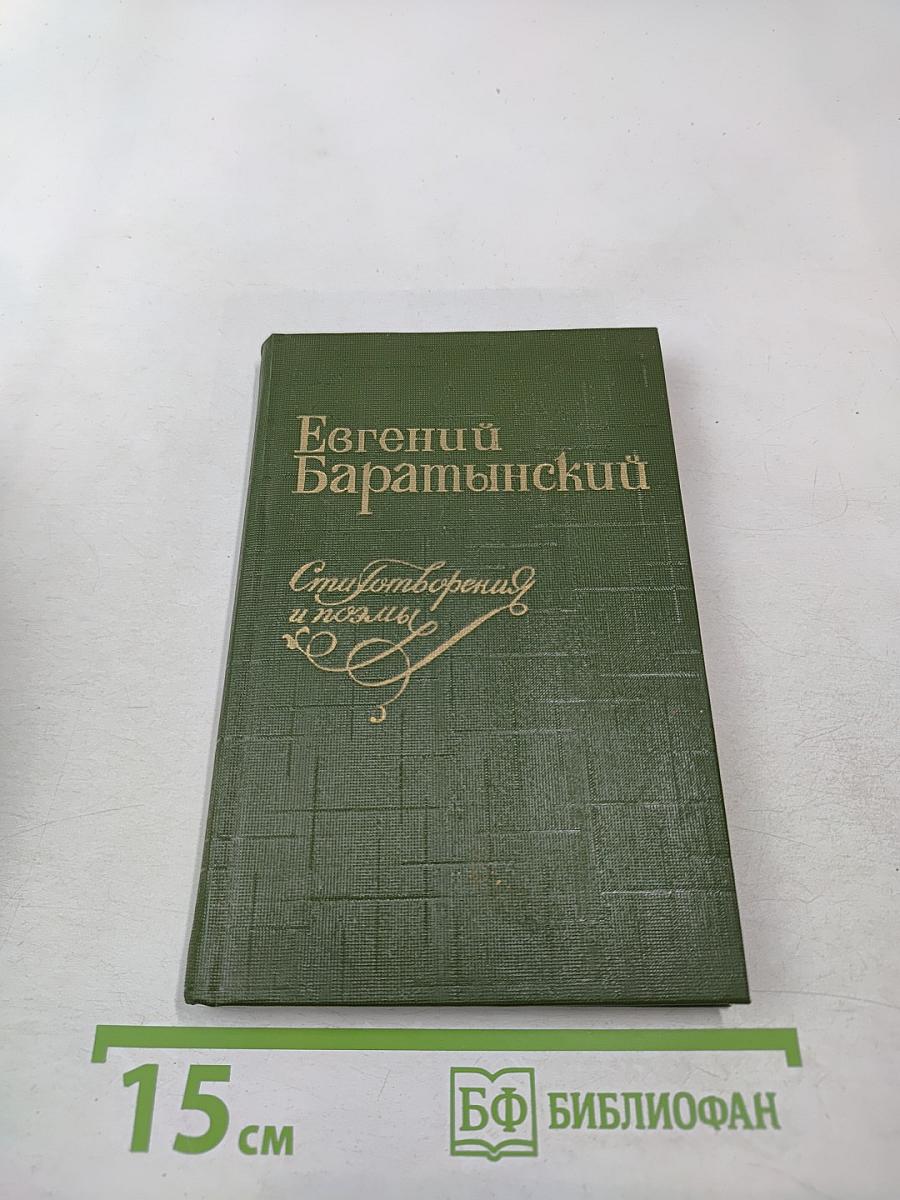 Евгений
Баратынский
Стихотворения
и поэмы
15 см
БФ БИБЛИОФАН